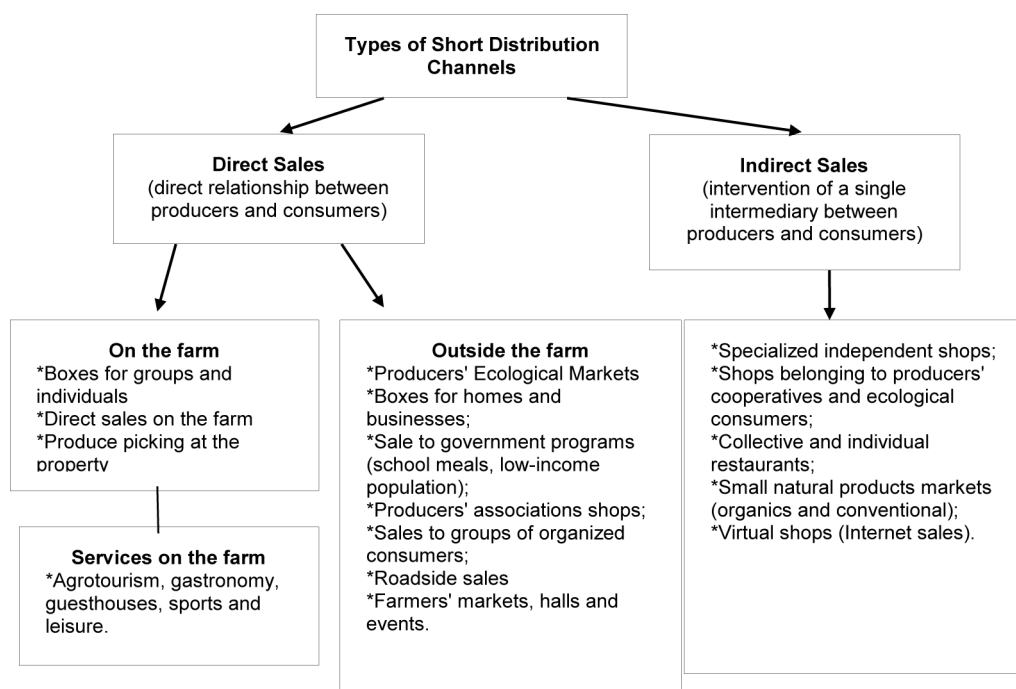 Types of Short Distribution
Channels
Direct Sales
(direct relationship between
producers and consumers)
Indirect Sales
(intervention of a single
intermediary between
producers and consumers)
On the farm
*Boxes for groups and
individuals
*Direct sales on the farm
*Produce picking at the
property
Services on the farm
*Agrotourism, gastronomy,
guesthouses, sports and
leisure.
Outside the farm
*Producers' Ecological Markets
*Boxes for homes and
businesses;
*Sale to government programs
(school meals, low-income
population);
*Producers' associations shops;
*Sales to groups of organized
consumers;
*Roadside sales
*Farmers' markets, halls and
events.
*Specialized independent shops;
*Shops belonging to producers'
cooperatives and ecological
consumers;
*Collective and individual
restaurants;
*Small natural products markets
(organics and conventional);
*Virtual shops (Internet sales).